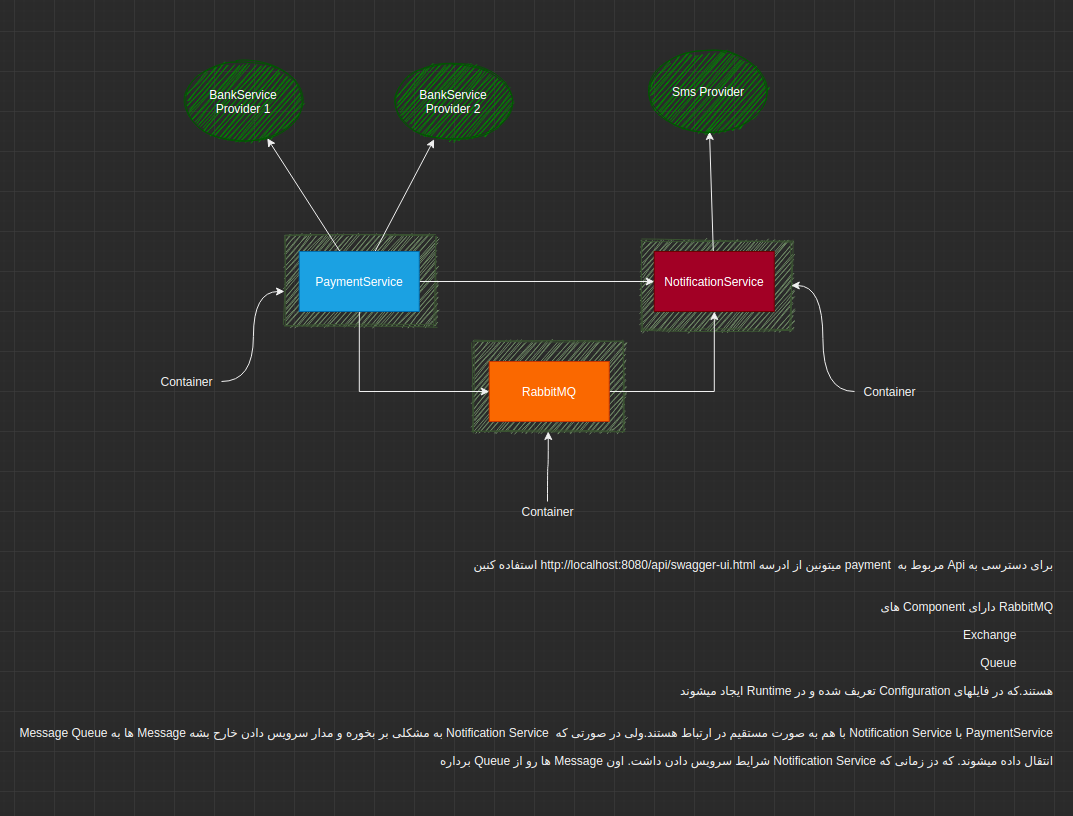 BankService
Provider 1
BankService
Provider 2
Sms Provider
PaymentService
NotificationService
Container
RabbitMQ
Container
Container
برای دسترسی به Api مربوط به payment میتونین از ادرسه http://localhost:8080/api/swagger-ui.html استفاده کنین
RabbitMQ دارای Component های
Exchange
Queue
هستند.که در فایلهای Configuration تعریف شده و در Runtime ایجاد میشوند
PaymentService با Notification Service با هم به صورت مستقیم در ارتباط هستند.ولی در صورتی که Notification Service به مشکلی بر بخوره و مدار سرویس دادن خارج بشه Message ها به Message Queue
انتقال داده میشوند. که دز زمانی که Notification Service شرایط سرویس دادن داشت. اون Message ها رو از Queue برداره